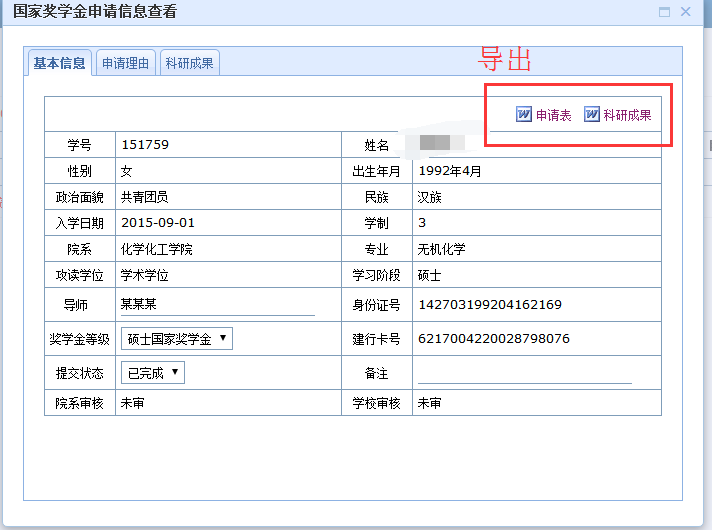 国家奖学金申请信息查看
基本信息 申请理由 科研成果 导出
申请表 科研成果
学号 151759 姓名
性别 女 出生年月 1992年4月
政治面貌 共青团员 民族 汉族
入学日期 2015-09-01 学制 3
院系 化学化工学院 专业 无机化学
攻读学位 学术学位 学习阶段 硕士
导师 某某某 身份证号 142703199204162169
奖学金等级 硕士国家奖学金 建行卡号 6217004220028798076
提交状态 已完成 备注
院系审核 未审 学校审核 未审